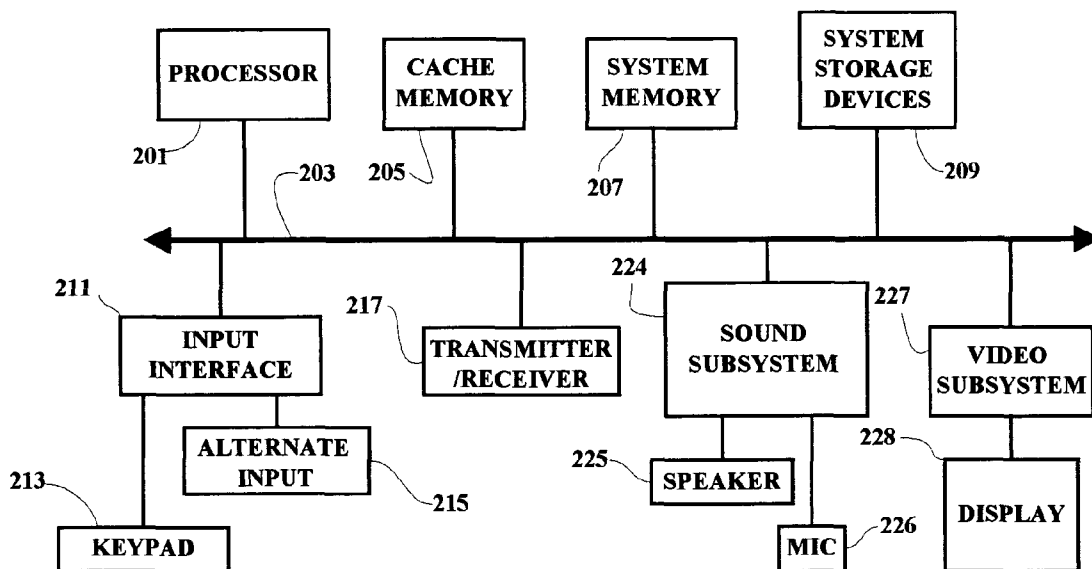 PROCESSOR
CACHE
MEMORY
SYSTEM
MEMORY
SYSTEM
STORAGE
DEVICES
201
203
205
207
209
211
INPUT
INTERFACE
217
TRANSMITTER
/RECEIVER
224
SOUND
SUBSYSTEM
227
VIDEO
SUBSYSTEM
ALTERNATE
INPUT
215
213
KEYPAD
225
SPEAKER
MIC
226
228
DISPLAY